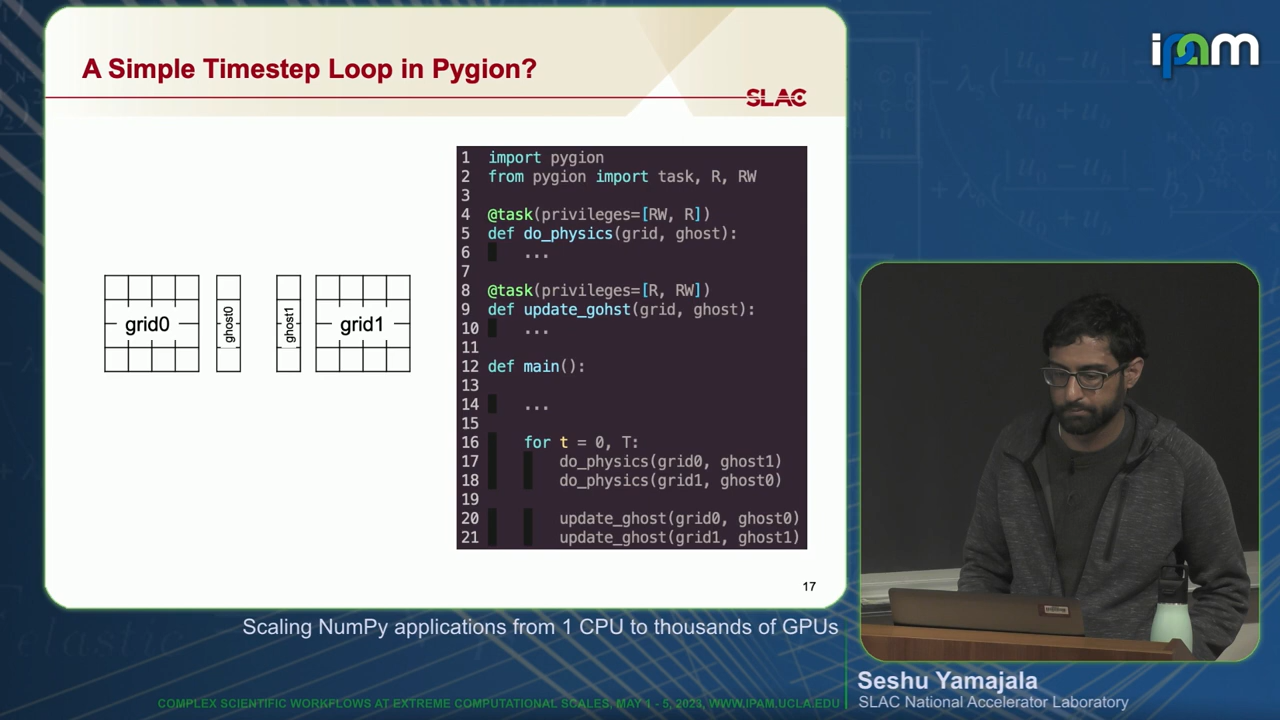 A Simple Timestep Loop in Pygion?
SLAC
ipam
grid0
ghost0
ghost1
grid1
1 import pygion
2 from pygion import task, R, RW
3
4 @task(privileges=[RW, R])
5 def do_physics(grid, ghost):
6 ...
7
8 @task(privileges=[R, RW])
9 def update_gohst(grid, ghost):
10 ...
11
12 def main():
13
14 ...
15
16 for t = 0, T:
17 do_physics(grid0, ghost1)
18 do_physics(grid1, ghost0)
19
20 update_ghost(grid0, ghost0)
21 update_ghost(grid1, ghost1)
17
Scaling NumPy applications from 1 CPU to thousands of GPUs
Seshu Yamajala
SLAC National Accelerator Laboratory
COMPLEX SCIENTIFIC WORKFLOWS AT EXTREME COMPUTATIONAL SCALES, MAY 1 - 5, 2023, WWW.IPAM.UCLA.EDU